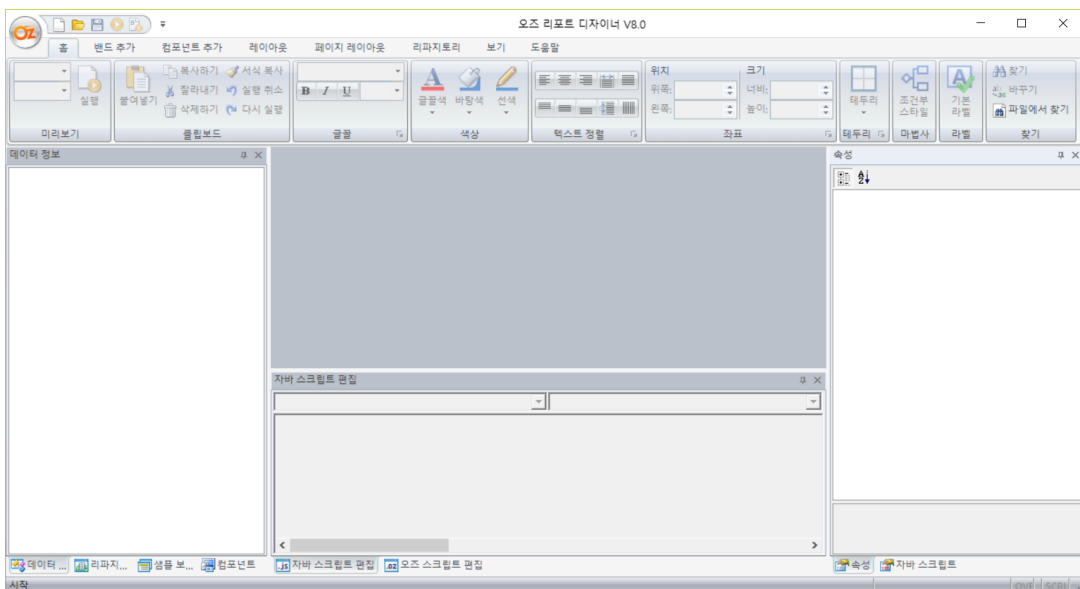 OZ
오즈 리포트 디자이너 V8.0
홈 밴드 추가 컴포넌트 추가 레이아웃 페이지 레이아웃 리파지토리 보기 도움말
실행
미리보기
붙여넣기
복사하기 서식 복사
잘라내기 실행 취소
삭제하기 다시 실행
클립보드
B I U
글꼴
A
글꼴색 바탕색 선색
색상
텍스트 정렬
위치 크기
위쪽: 너비:
왼쪽: 높이:
좌표
테두리
테두리
조건부
스타일
마법사
A
기본
라벨
라벨
찾기
바꾸기
파일에서 찾기
찾기
데이터 정보
자바 스크립트 편집
속성
데이터 ... 리파지... 샘플 보... 컴포넌트
js 자바 스크립트 편집 .oz 오즈 스크립트 편집
속성 자바 스크립트
시작
OVR SCRL